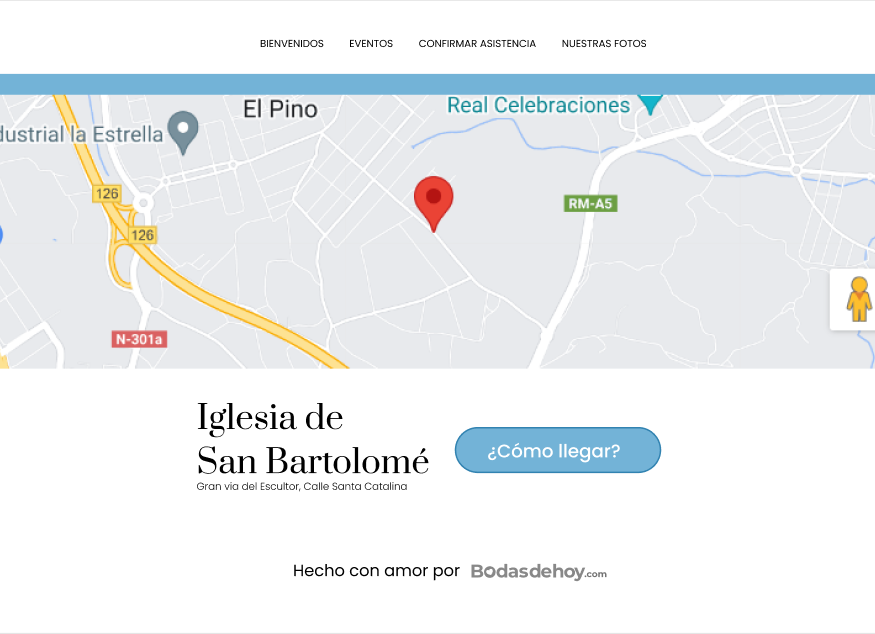 BIENVENIDOS EVENTOS CONFIRMAR ASISTENCIA NUESTRAS FOTOS
El Pino
Real Celebraciones
dustrial la Estrella
126
RM-A5
126
N-301a
Iglesia de
San Bartolomé
Gran via del Escultor, Calle Santa Catalina
¿Cómo llegar?
Hecho con amor por Bodasdehoy.com